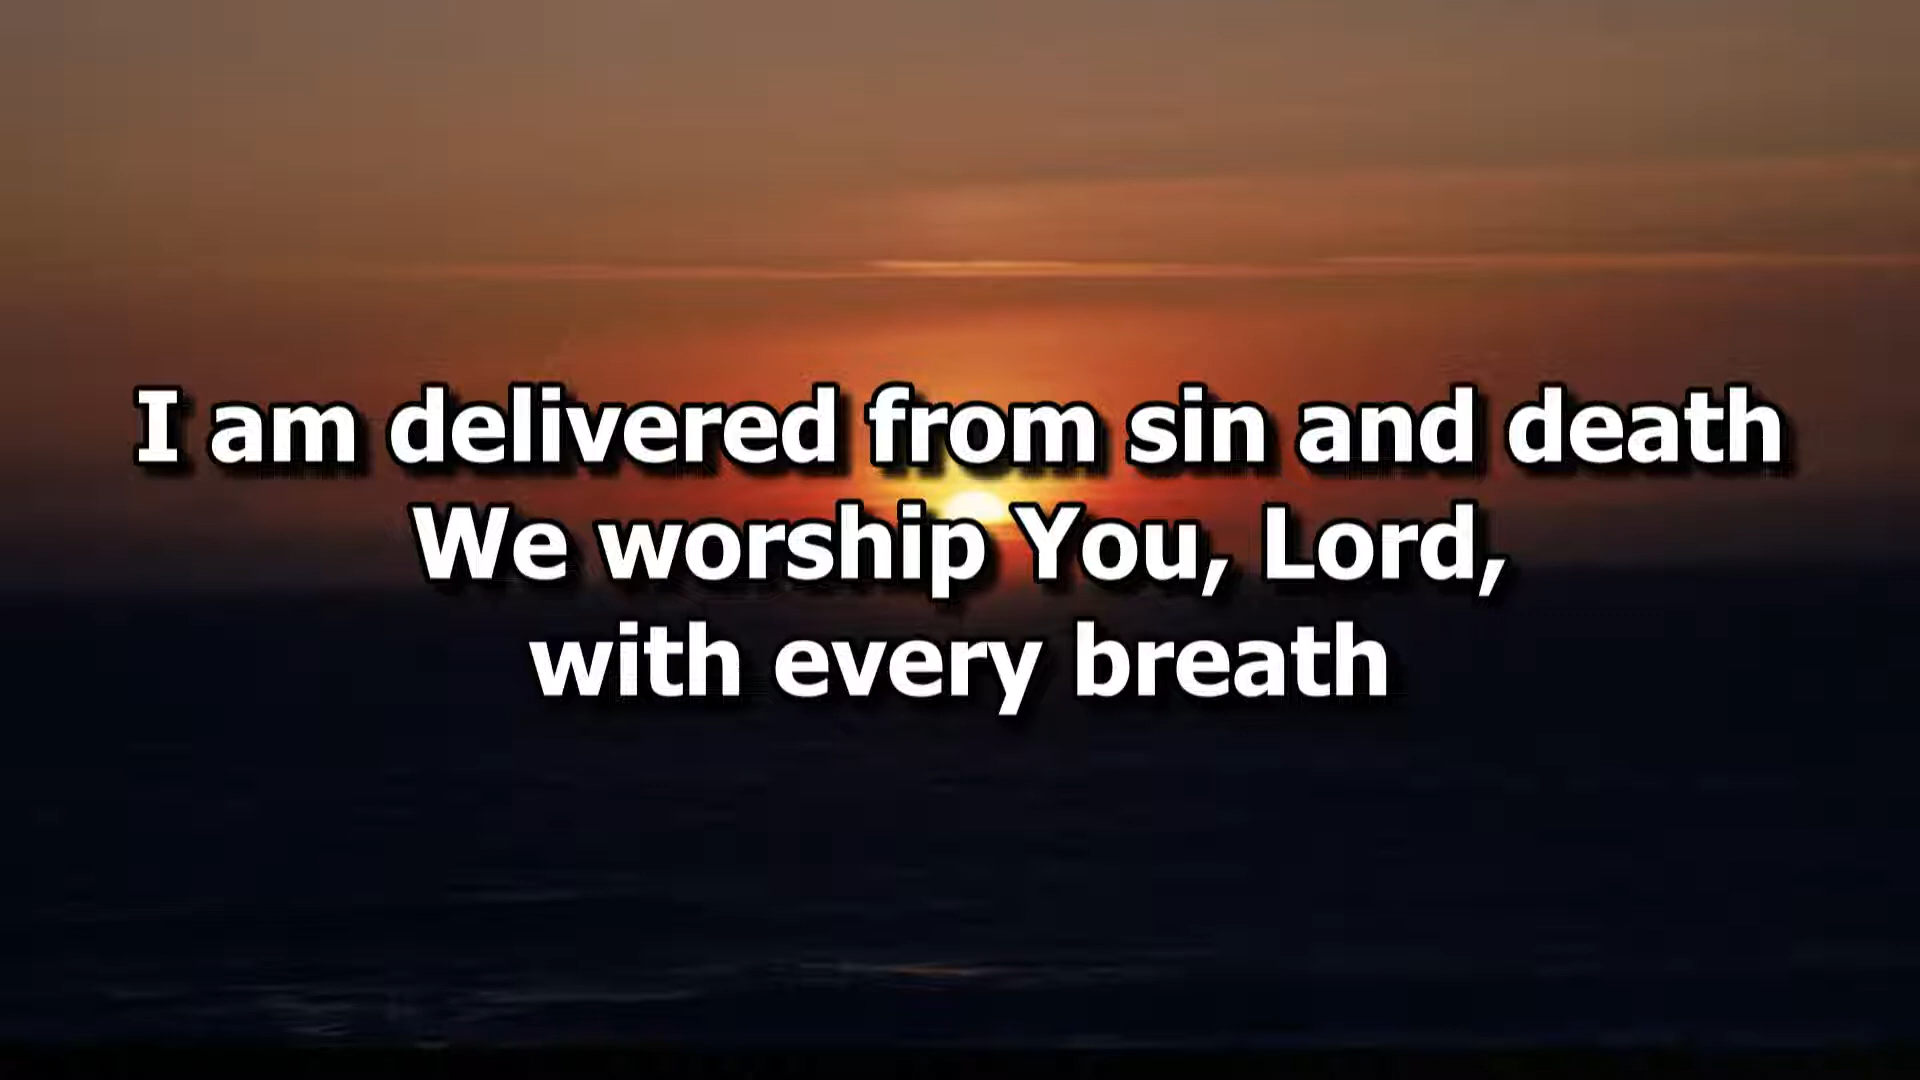 I am delivered from sin and death
We worship You, Lord,
with every breath